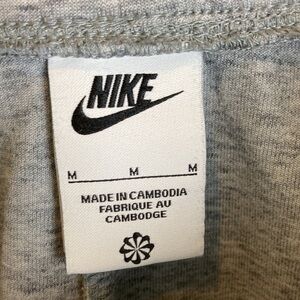 NIKE
M M M
MADE IN CAMBODIA
FABRIQUE AU
CAMBODGE